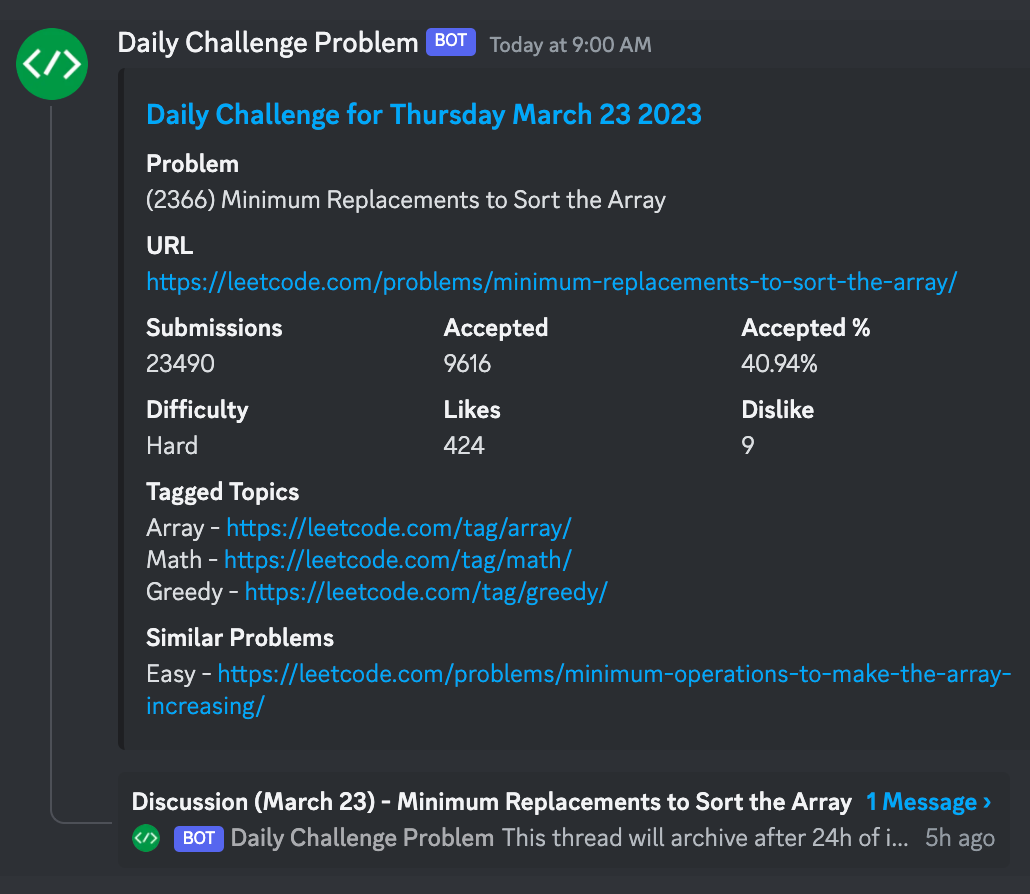 Daily Challenge Problem BOT Today at 9:00 AM
Daily Challenge for Thursday March 23 2023
Problem
(2366) Minimum Replacements to Sort the Array
URL
https://leetcode.com/problems/minimum-replacements-to-sort-the-array/
Submissions Accepted Accepted %
23490 9616 40.94%
Difficulty Likes Dislike
Hard 424 9
Tagged Topics
Array - https://leetcode.com/tag/array/
Math - https://leetcode.com/tag/math/
Greedy - https://leetcode.com/tag/greedy/
Similar Problems
Easy - https://leetcode.com/problems/minimum-operations-to-make-the-array-
increasing/
Discussion (March 23) - Minimum Replacements to Sort the Array 1 Message ›
BOT Daily Challenge Problem This thread will archive after 24h of i... 5h ago